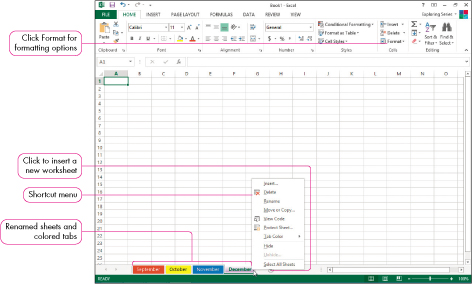 Book1 - Excel
FILE HOME INSERT PAGE LAYOUT FORMULAS DATA REVIEW VIEW
Exploring Series
Click Format for
formatting options
Paste
Calibri 11
General
Conditional Formatting
Format as Table
Cell Styles
Insert
Delete
Format
Sort & Find &
Filter Select
Clipboard Font Alignment Number Styles Cells Editing
A1
A B C D E F G H I J K L M N O
1
2
3
4
5
6
7
8
9
10
11
12
13
14
15
16
17
18
19
20
21
22
23
24
25
Click to insert a
new worksheet
Shortcut menu
Renamed sheets and
colored tabs
Insert...
Delete
Rename
Move or Copy...
View Code
Protect Sheet...
Tab Color
Hide
Unhide...
Select All Sheets
September October November December
READY
100%